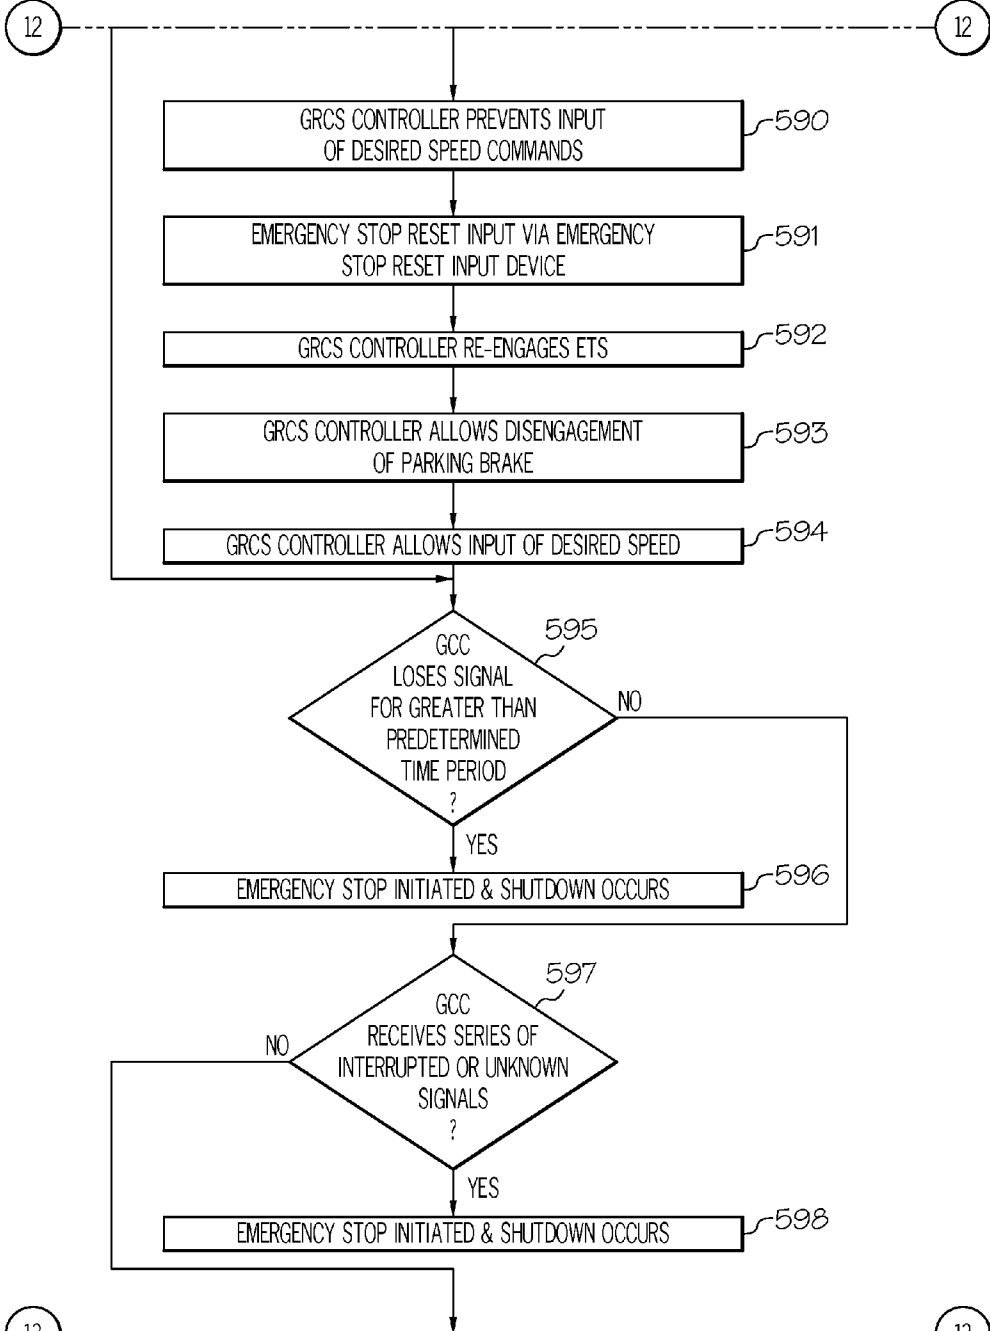 12 12
GRCS CONTROLLER PREVENTS INPUT
OF DESIRED SPEED COMMANDS
590
EMERGENCY STOP RESET INPUT VIA EMERGENCY
STOP RESET INPUT DEVICE
591
GRCS CONTROLLER RE-ENGAGES ETS
592
GRCS CONTROLLER ALLOWS DISENGAGEMENT
OF PARKING BRAKE
593
GRCS CONTROLLER ALLOWS INPUT OF DESIRED SPEED
594
595
GCC
LOSES SIGNAL
FOR GREATER THAN
PREDETERMINED
TIME PERIOD
?
NO
YES
EMERGENCY STOP INITIATED & SHUTDOWN OCCURS
596
597
GCC
RECEIVES SERIES OF
INTERRUPTED OR UNKNOWN
SIGNALS
?
NO
YES
EMERGENCY STOP INITIATED & SHUTDOWN OCCURS
598